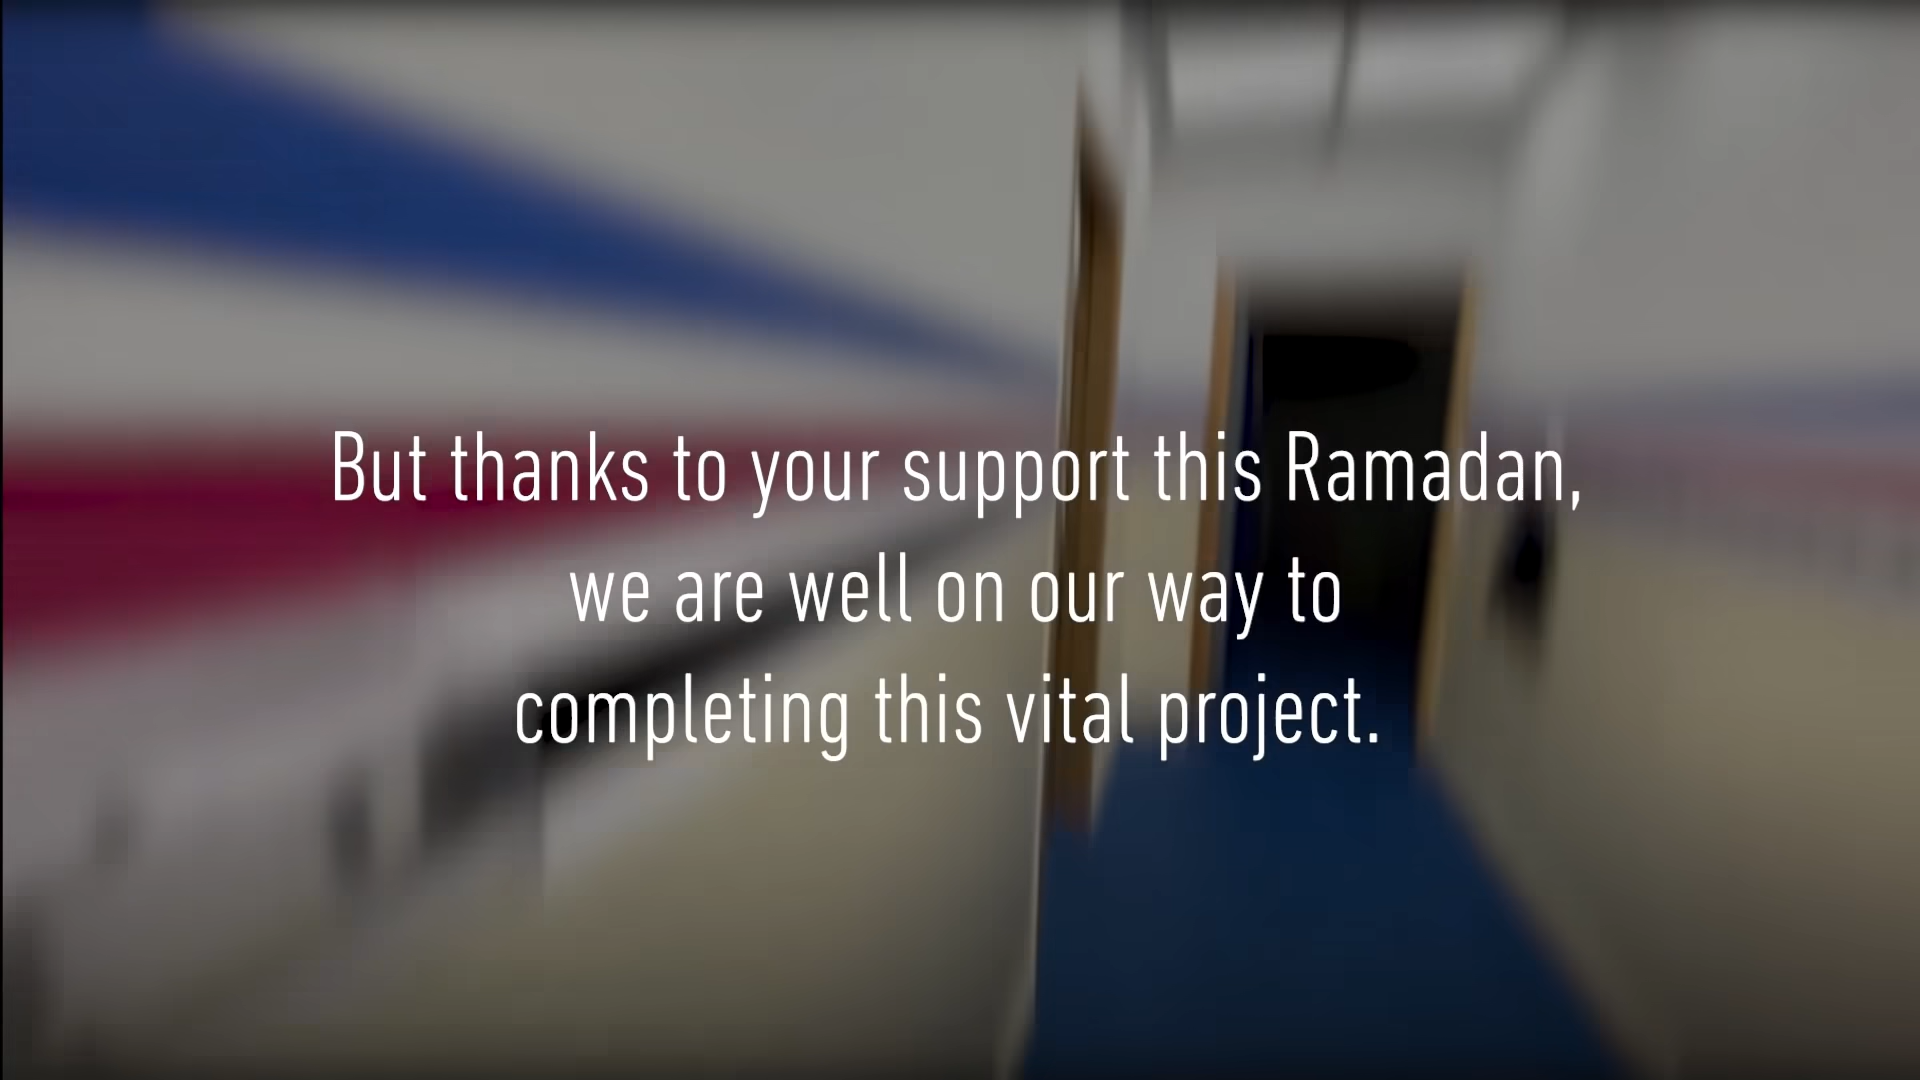 But thanks to your support this Ramadan,
we are well on our way to
completing this vital project.